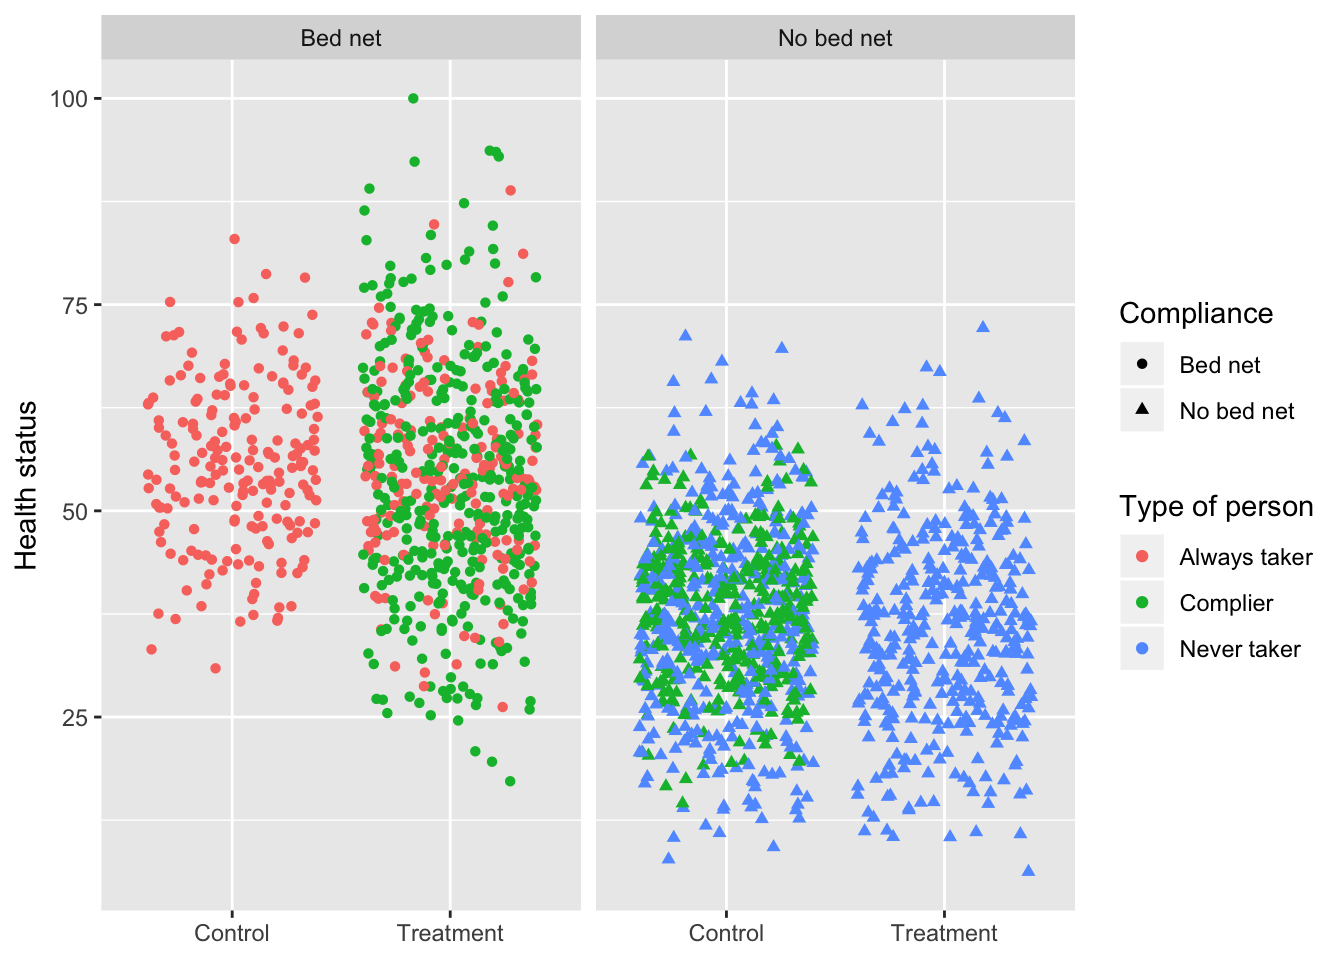 Bed net
No bed net
100
75
50
25
Health status
Control
Treatment
Control
Treatment
Compliance
Bed net
No bed net
Type of person
Always taker
Complier
Never taker